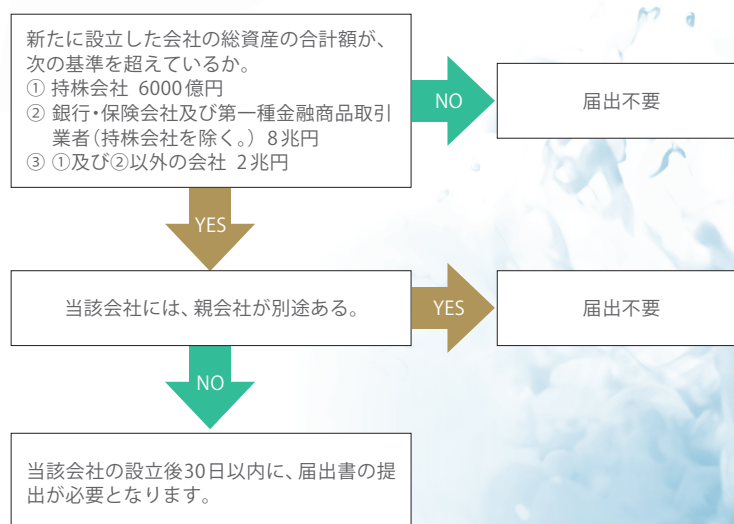 新たに設立した会社の総資産の合計額が、
次の基準を超えているか。
① 持株会社 6000億円
② 銀行・保険会社及び第一種金融商品取引
業者(持株会社を除く。) 8兆円
③ ①及び②以外の会社 2兆円
NO
届出不要
YES
当該会社には、親会社が別途ある。
YES
届出不要
NO
当該会社の設立後30日以内に、届出書の提
出が必要となります。